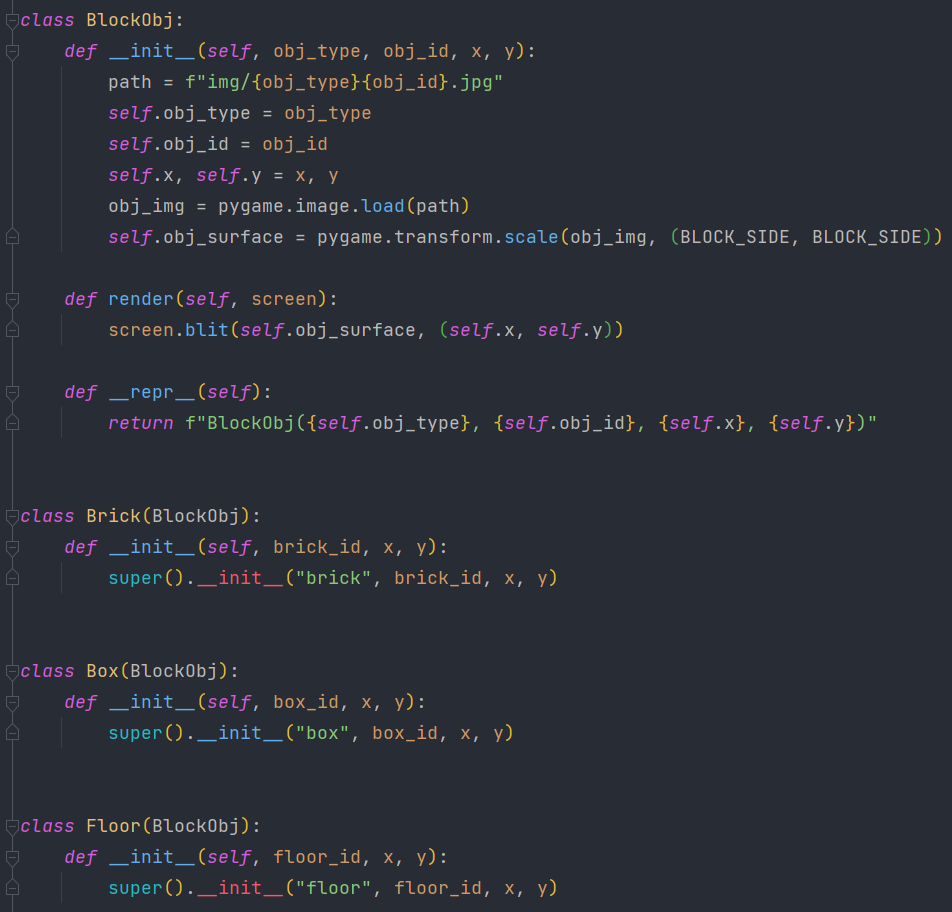 class BlockObj:
    def __init__(self, obj_type, obj_id, x, y):
        path = f"img/{obj_type}{obj_id}.jpg"
        self.obj_type = obj_type
        self.obj_id = obj_id
        self.x, self.y = x, y
        obj_img = pygame.image.load(path)
        self.obj_surface = pygame.transform.scale(obj_img, (BLOCK_SIDE, BLOCK_SIDE))

    def render(self, screen):
        screen.blit(self.obj_surface, (self.x, self.y))

    def __repr__(self):
        return f"BlockObj({self.obj_type}, {self.obj_id}, {self.x}, {self.y})"


class Brick(BlockObj):
    def __init__(self, brick_id, x, y):
        super().__init__("brick", brick_id, x, y)


class Box(BlockObj):
    def __init__(self, box_id, x, y):
        super().__init__("box", box_id, x, y)


class Floor(BlockObj):
    def __init__(self, floor_id, x, y):
        super().__init__("floor", floor_id, x, y)